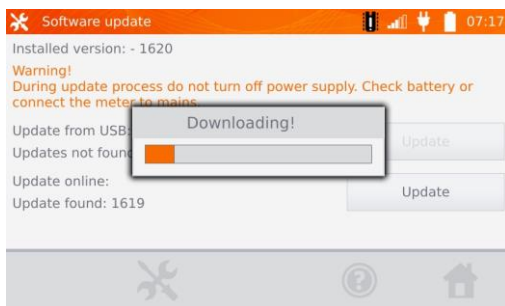 Software update
07:17
Installed version: - 1620
Warning!
During update process do not turn off power supply. Check battery or
connect the meter to mains.
Downloading!
Update from USB:
Update
Updates not found
Update online:
Update
Update found: 1619